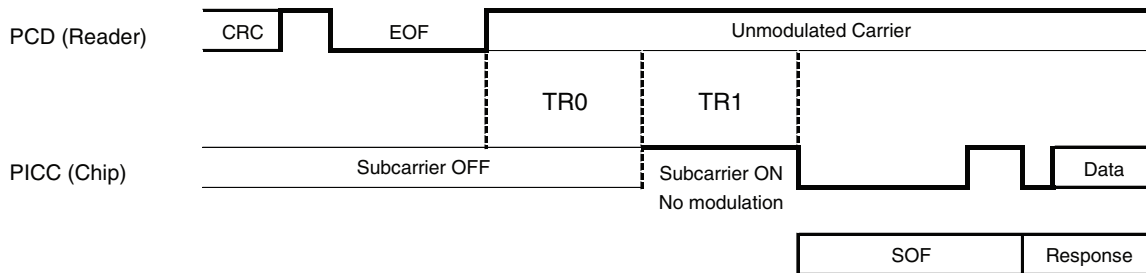 PCD (Reader)
CRC
EOF
Unmodulated Carrier
TR0
TR1
PICC (Chip)
Subcarrier OFF
Subcarrier ON
No modulation
Data
SOF
Response